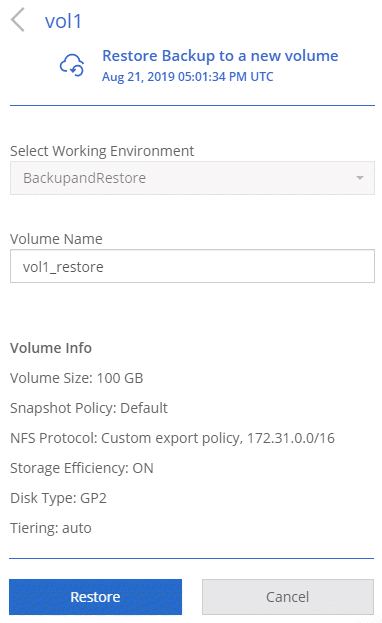 vol1
Restore Backup to a new volume
Aug 21, 2019 05:01:34 PM UTC
Select Working Environment
BackupandRestore
Volume Name
vol1_restore
Volume Info
Volume Size: 100 GB
Snapshot Policy: Default
NFS Protocol: Custom export policy, 172.31.0.0/16
Storage Efficiency: ON
Disk Type: GP2
Tiering: auto
Restore
Cancel